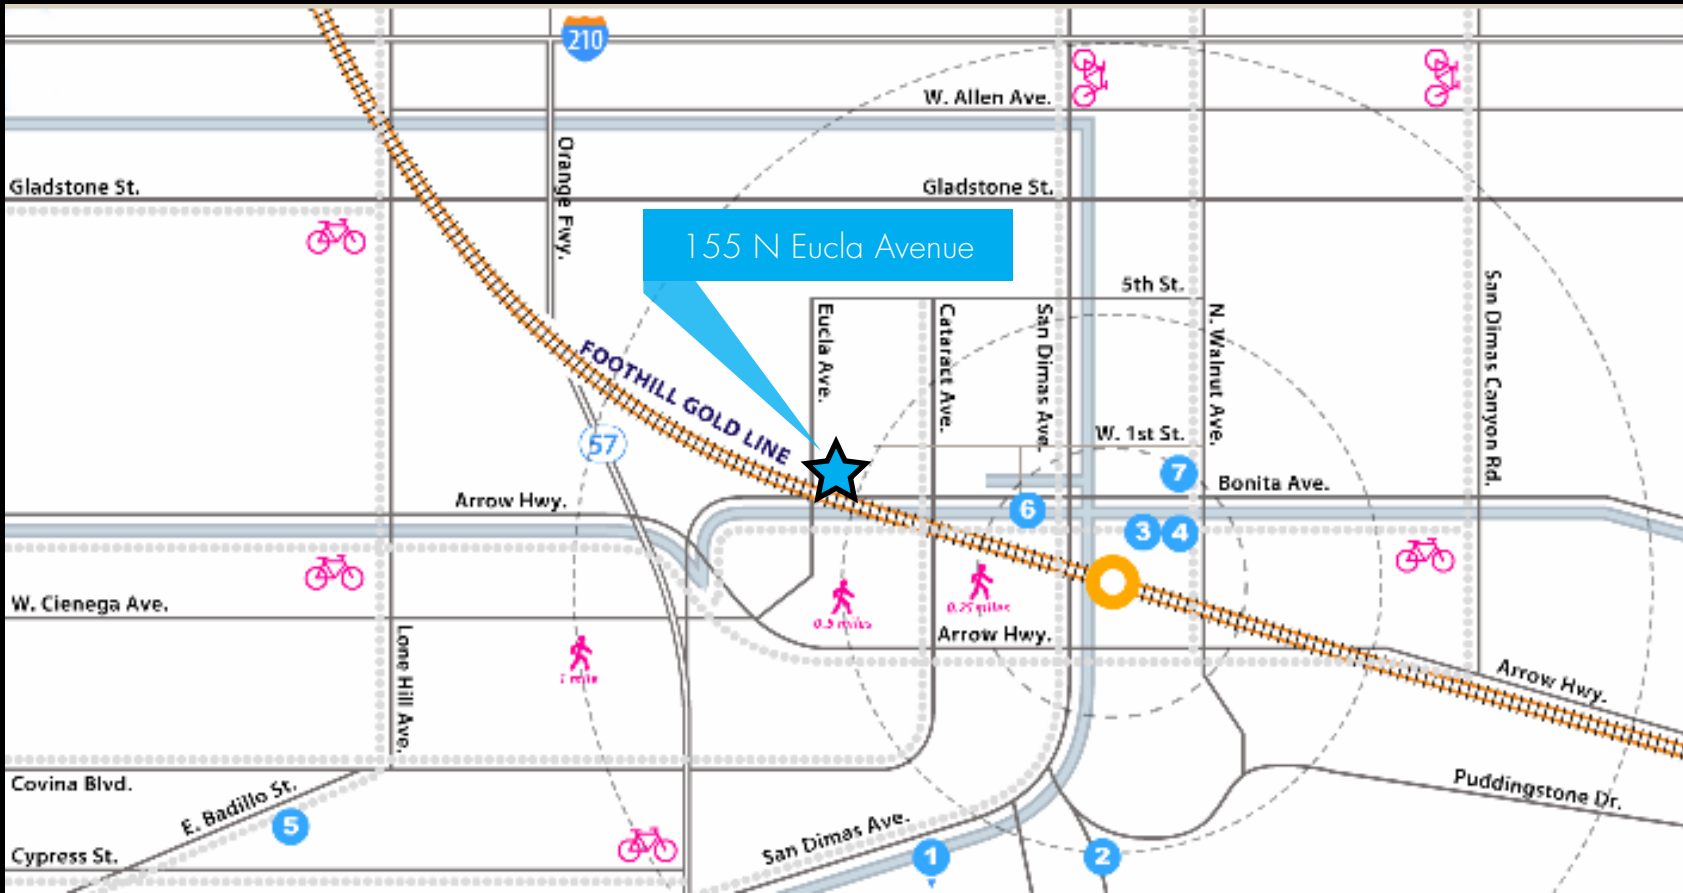 210
W. Allen Ave.
Orange Fwy.
Gladstone St.
Gladstone St.
155 N Eucla Avenue
5th St.
San Dimas Canyon Rd.
Eucla Ave.
Cataract Ave.
San Dimas Ave.
N. Walnut Ave.
FOOTHILL GOLD LINE
57
W. 1st St.
7
Bonita Ave.
Arrow Hwy.
6
3
4
W. Cienega Ave.
0.5 miles
0.25 miles
Arrow Hwy.
Lone Hill Ave.
1 mile
Arrow Hwy.
Covina Blvd.
E. Badillo St.
5
Puddingstone Dr.
San Dimas Ave.
Cypress St.
1
2